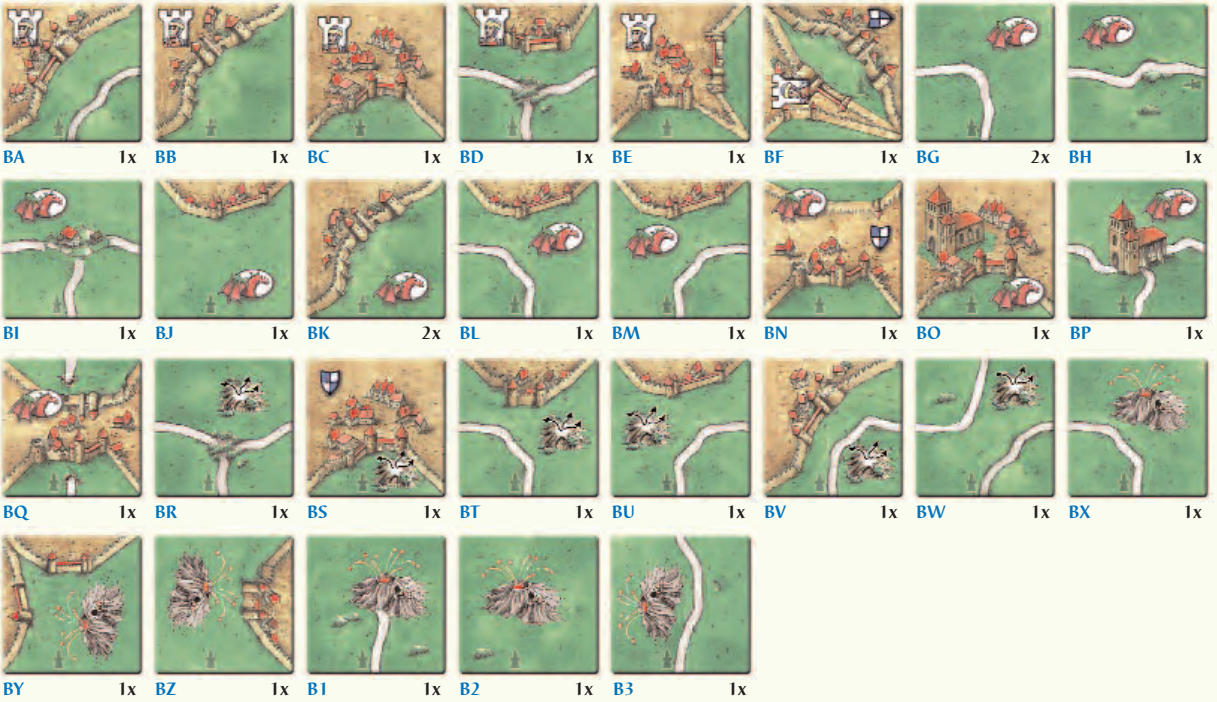 BA 1x BB 1x BC 1x BD 1x BE 1x BF 1x BG 2x BH 1x
BI 1x BJ 1x BK 2x BL 1x BM 1x BN 1x BO 1x BP 1x
BQ 1x BR 1x BS 1x BT 1x BU 1x BV 1x BW 1x BX 1x
BY 1x BZ 1x B1 1x B2 1x B3 1x